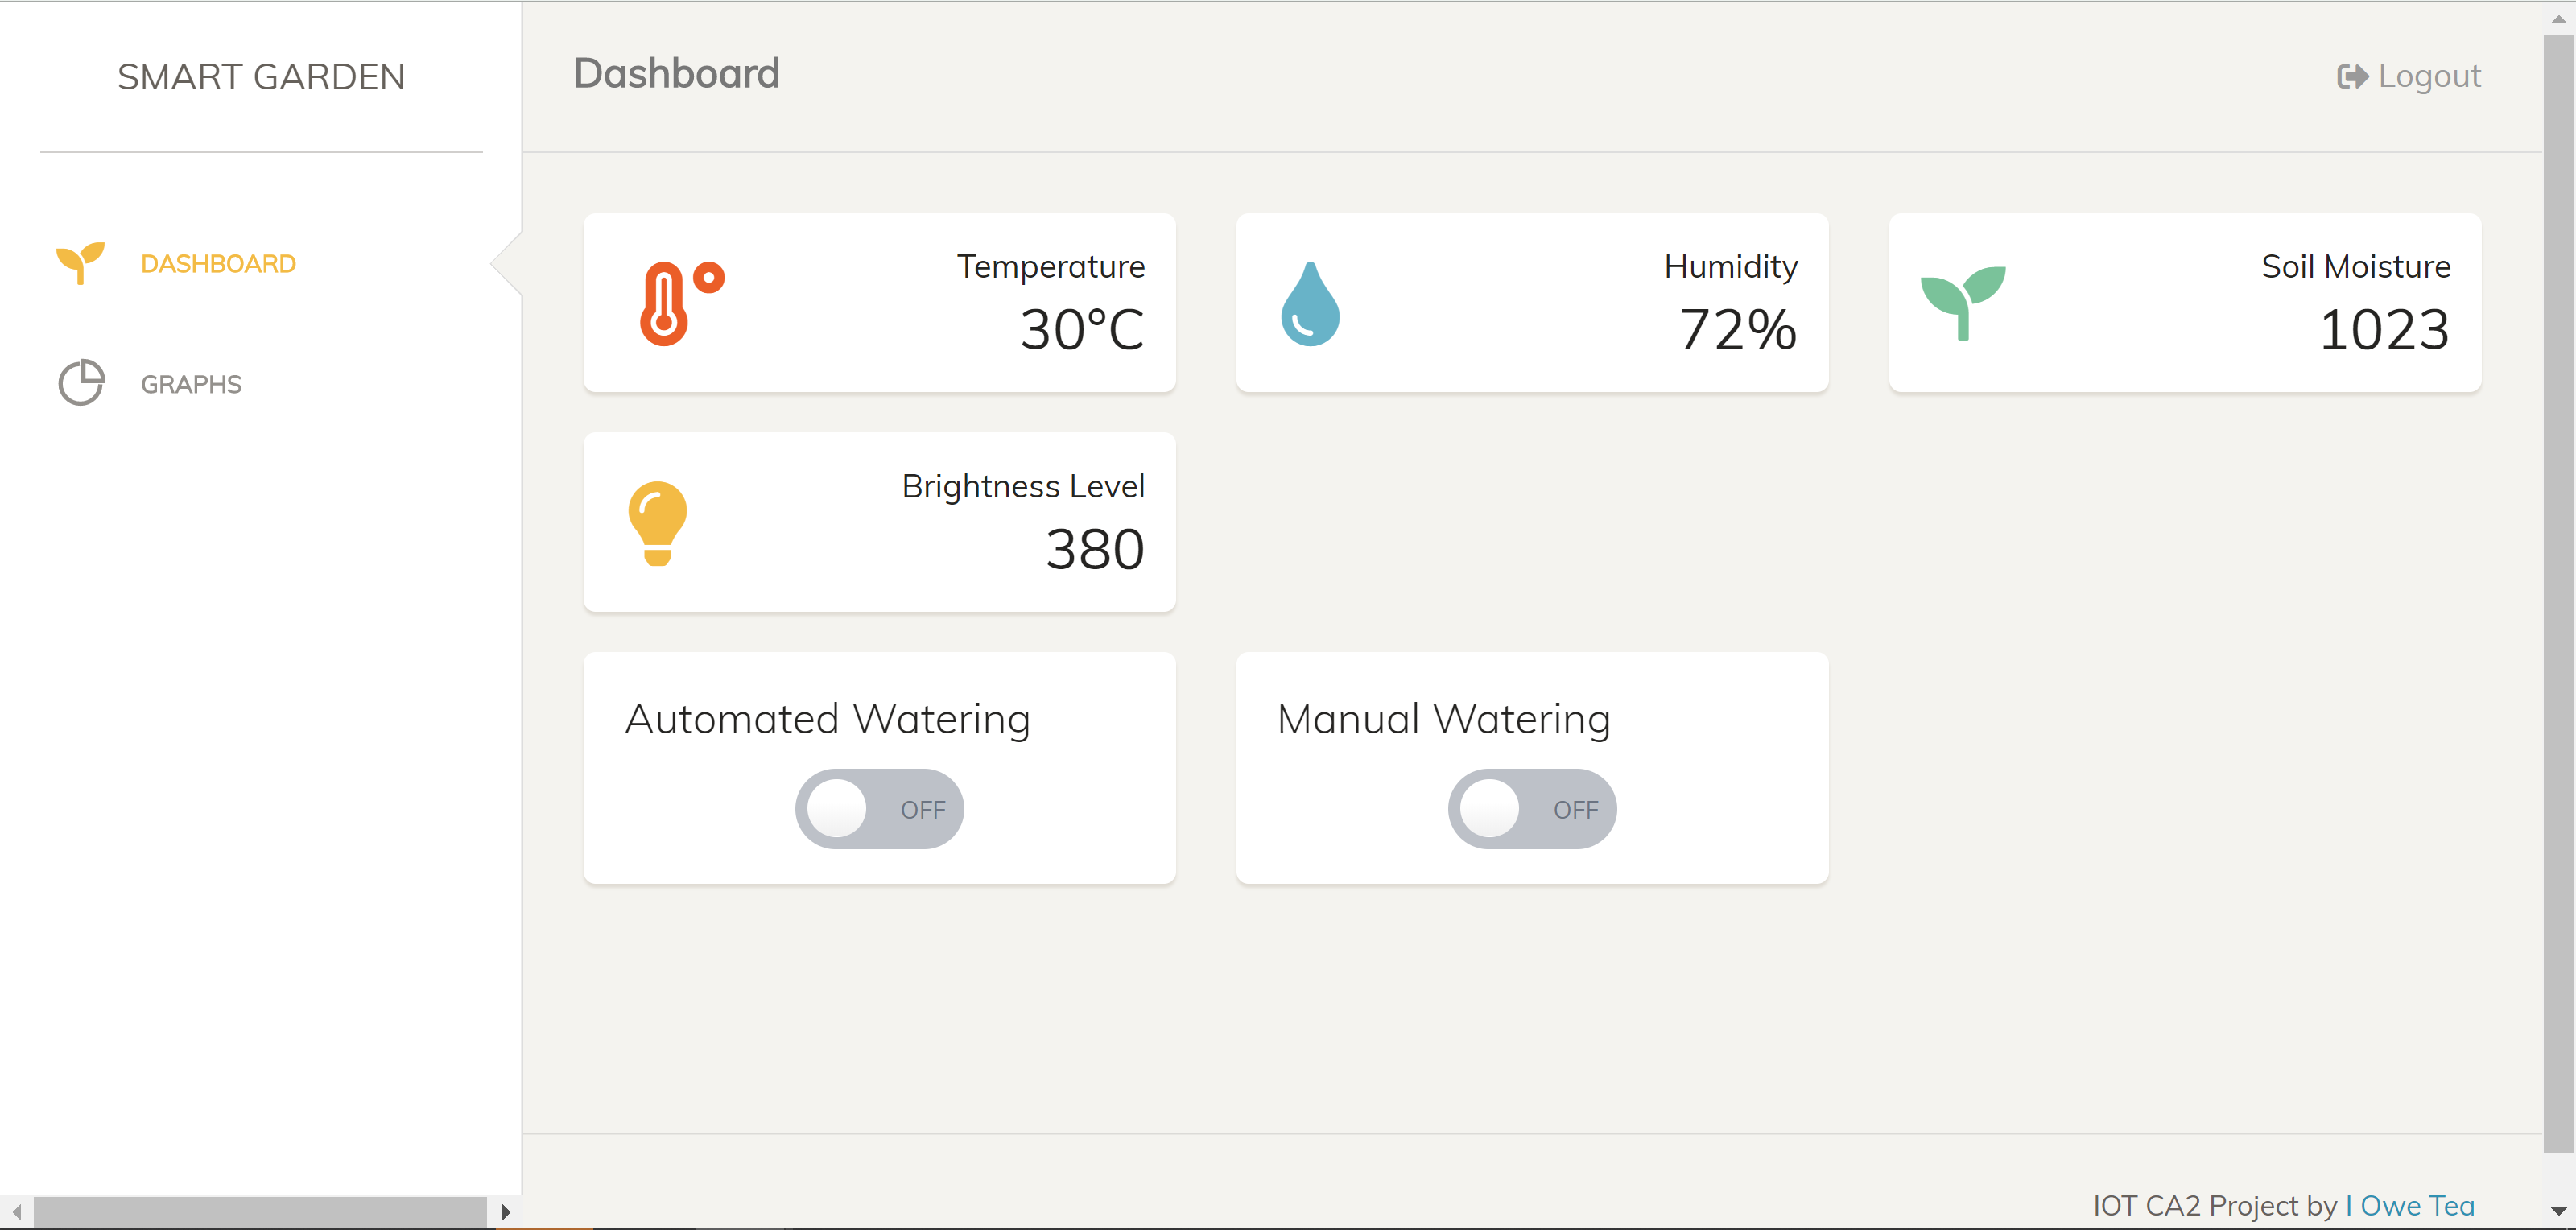 SMART GARDEN
DASHBOARD
GRAPHS
Dashboard
Logout
Temperature
30°C
Humidity
72%
Soil Moisture
1023
Brightness Level
380
Automated Watering
OFF
Manual Watering
OFF
IOT CA2 Project by I Owe Tea